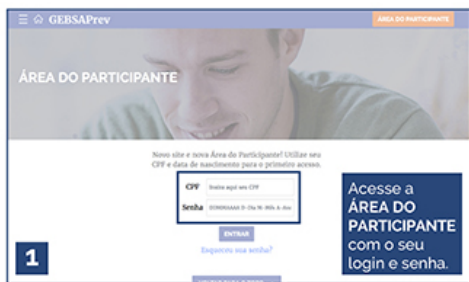 GEBSAPrev
ÁREA DO PARTICIPANTE
ÁREA DO PARTICIPANTE
Novo site e nova Área do Participante! Utilize seu
CPF e data de nascimento para o primeiro acesso.
CPF Insira aqui seu CPF
Senha
ENTRAR
Esqueceu sua senha?
Acesse a
ÁREA DO
PARTICIPANTE
com o seu
login e senha.
1